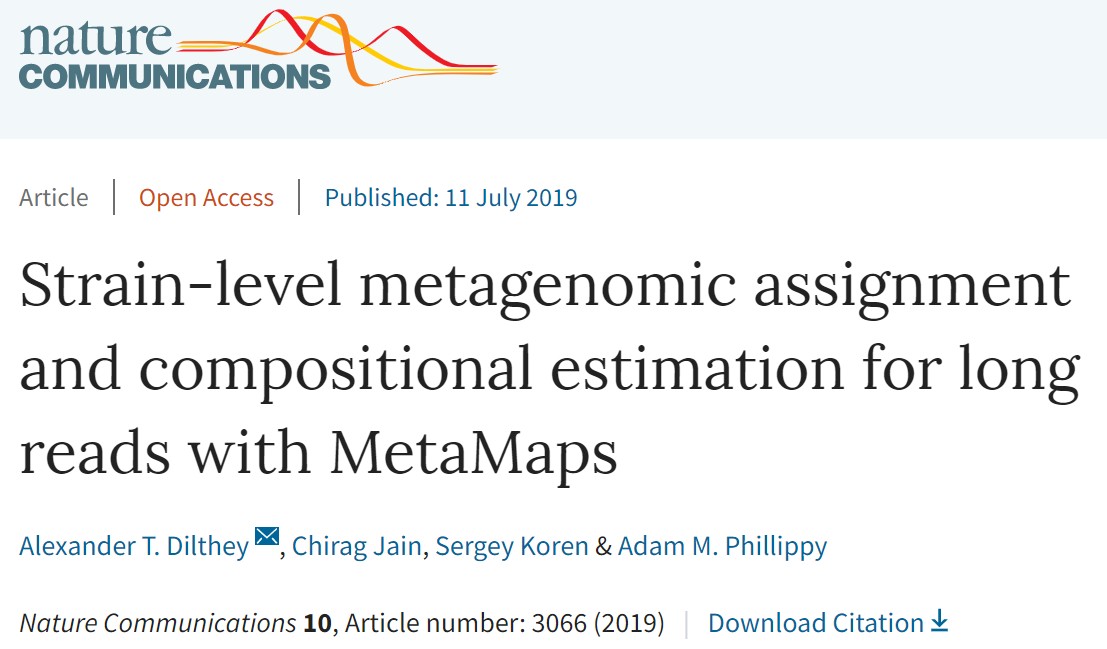 nature
COMMUNICATIONS
Article | Open Access | Published: 11 July 2019
Strain-level metagenomic assignment
and compositional estimation for long
reads with MetaMaps
Alexander T. Dilthey, Chirag Jain, Sergey Koren & Adam M. Phillippy
Nature Communications 10, Article number: 3066 (2019) | Download Citation